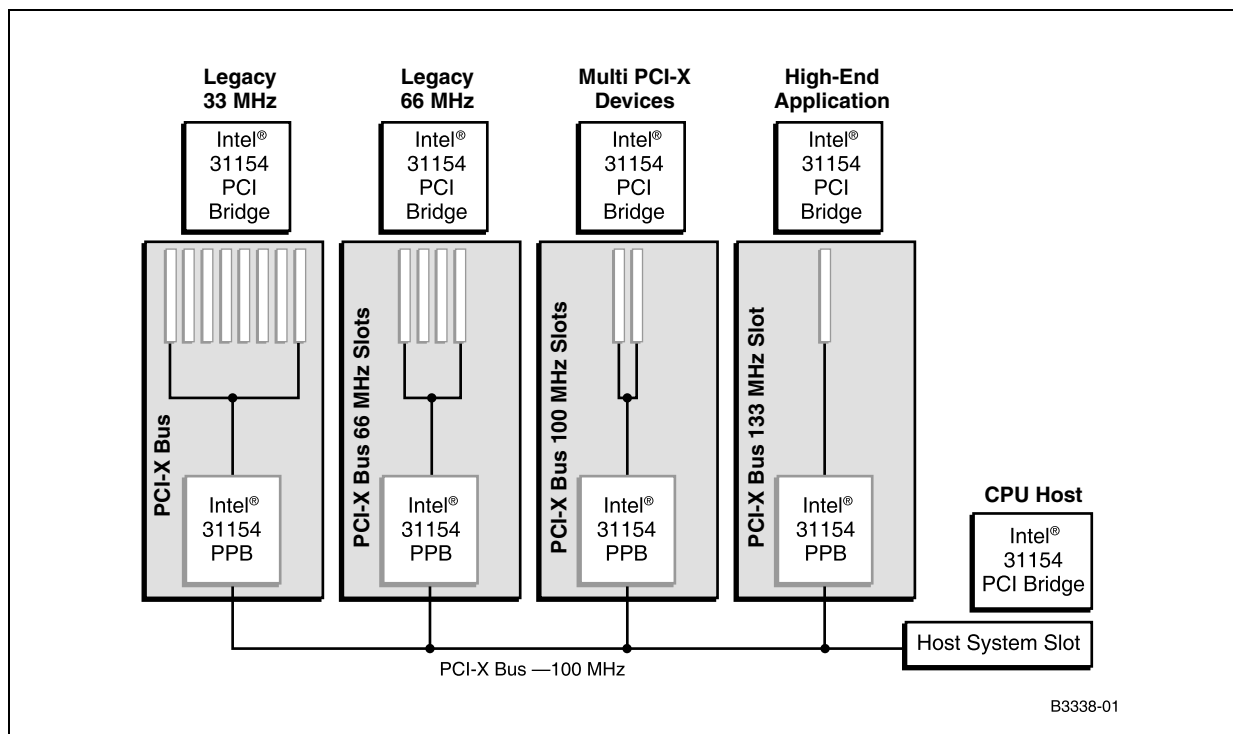 Legacy
33 MHz
Legacy
66 MHz
Multi PCI-X
Devices
High-End
Application
Intel®
31154
PCI
Bridge
Intel®
31154
PCI
Bridge
Intel®
31154
PCI
Bridge
Intel®
31154
PCI
Bridge
PCI-X Bus
PCI-X Bus 66 MHz Slots
PCI-X Bus 100 MHz Slots
PCI-X Bus 133 MHz Slot
Intel®
31154
PPB
Intel®
31154
PPB
Intel®
31154
PPB
Intel®
31154
PPB
CPU Host
Intel®
31154
PCI Bridge
Host System Slot
PCI-X Bus —100 MHz
B3338-01